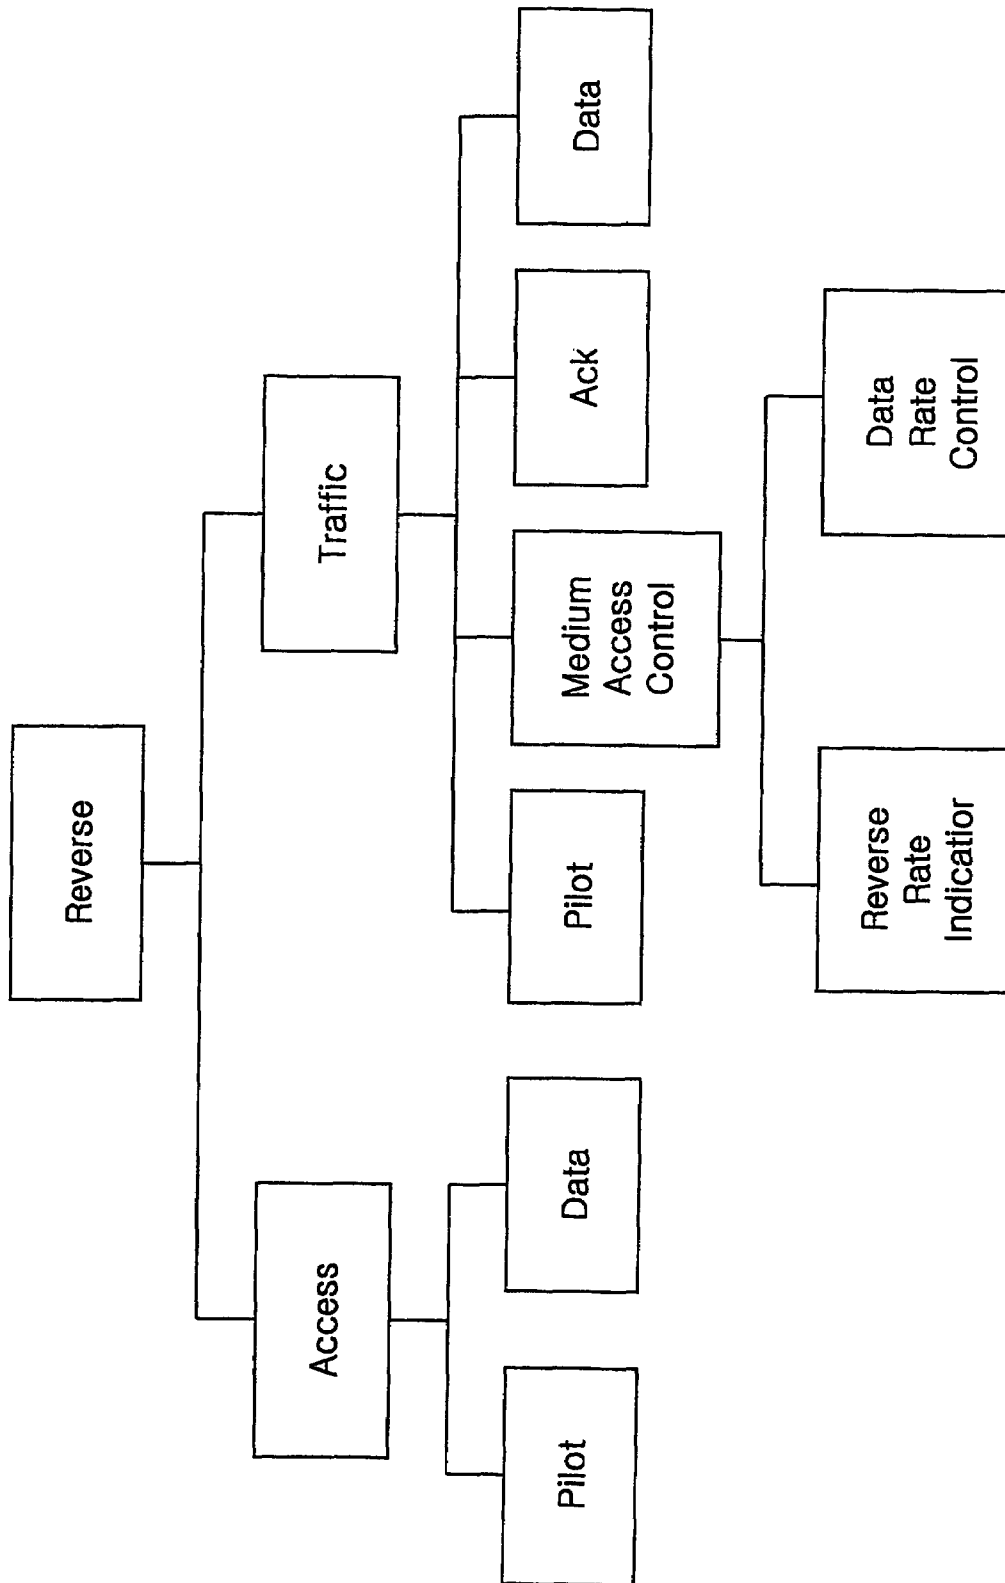 Reverse
Access
Traffic
Pilot
Data
Pilot
Medium
Access
Control
Ack
Data
Reverse
Rate
Indicatior
Data
Rate
Control